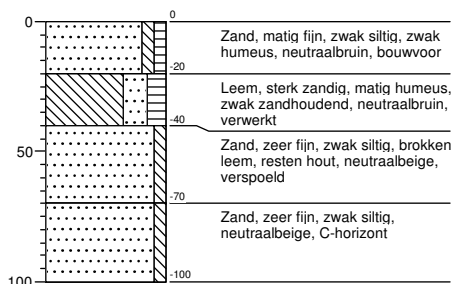 0
0
Zand, matig fijn, zwak siltig, zwak
humeus, neutraalbruin, bouwvoor
-20
Leem, sterk zandig, matig humeus,
zwak zandhoudend, neutraalbruin,
verwerkt
-40
Zand, zeer fijn, zwak siltig, brokken
leem, resten hout, neutraalbeige,
verspoeld
50
-70
Zand, zeer fijn, zwak siltig,
neutraalbeige, C-horizont
-100
100